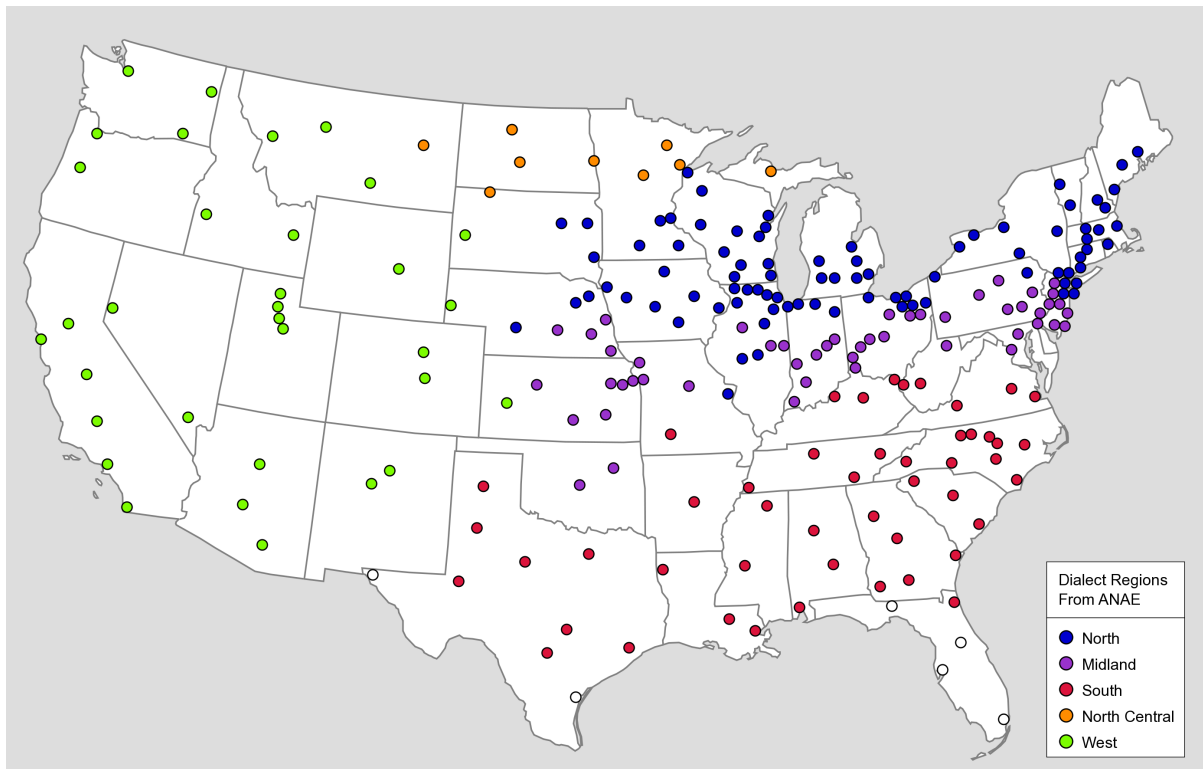 Dialect Regions
From ANAE
North
Midland
South
North Central
West